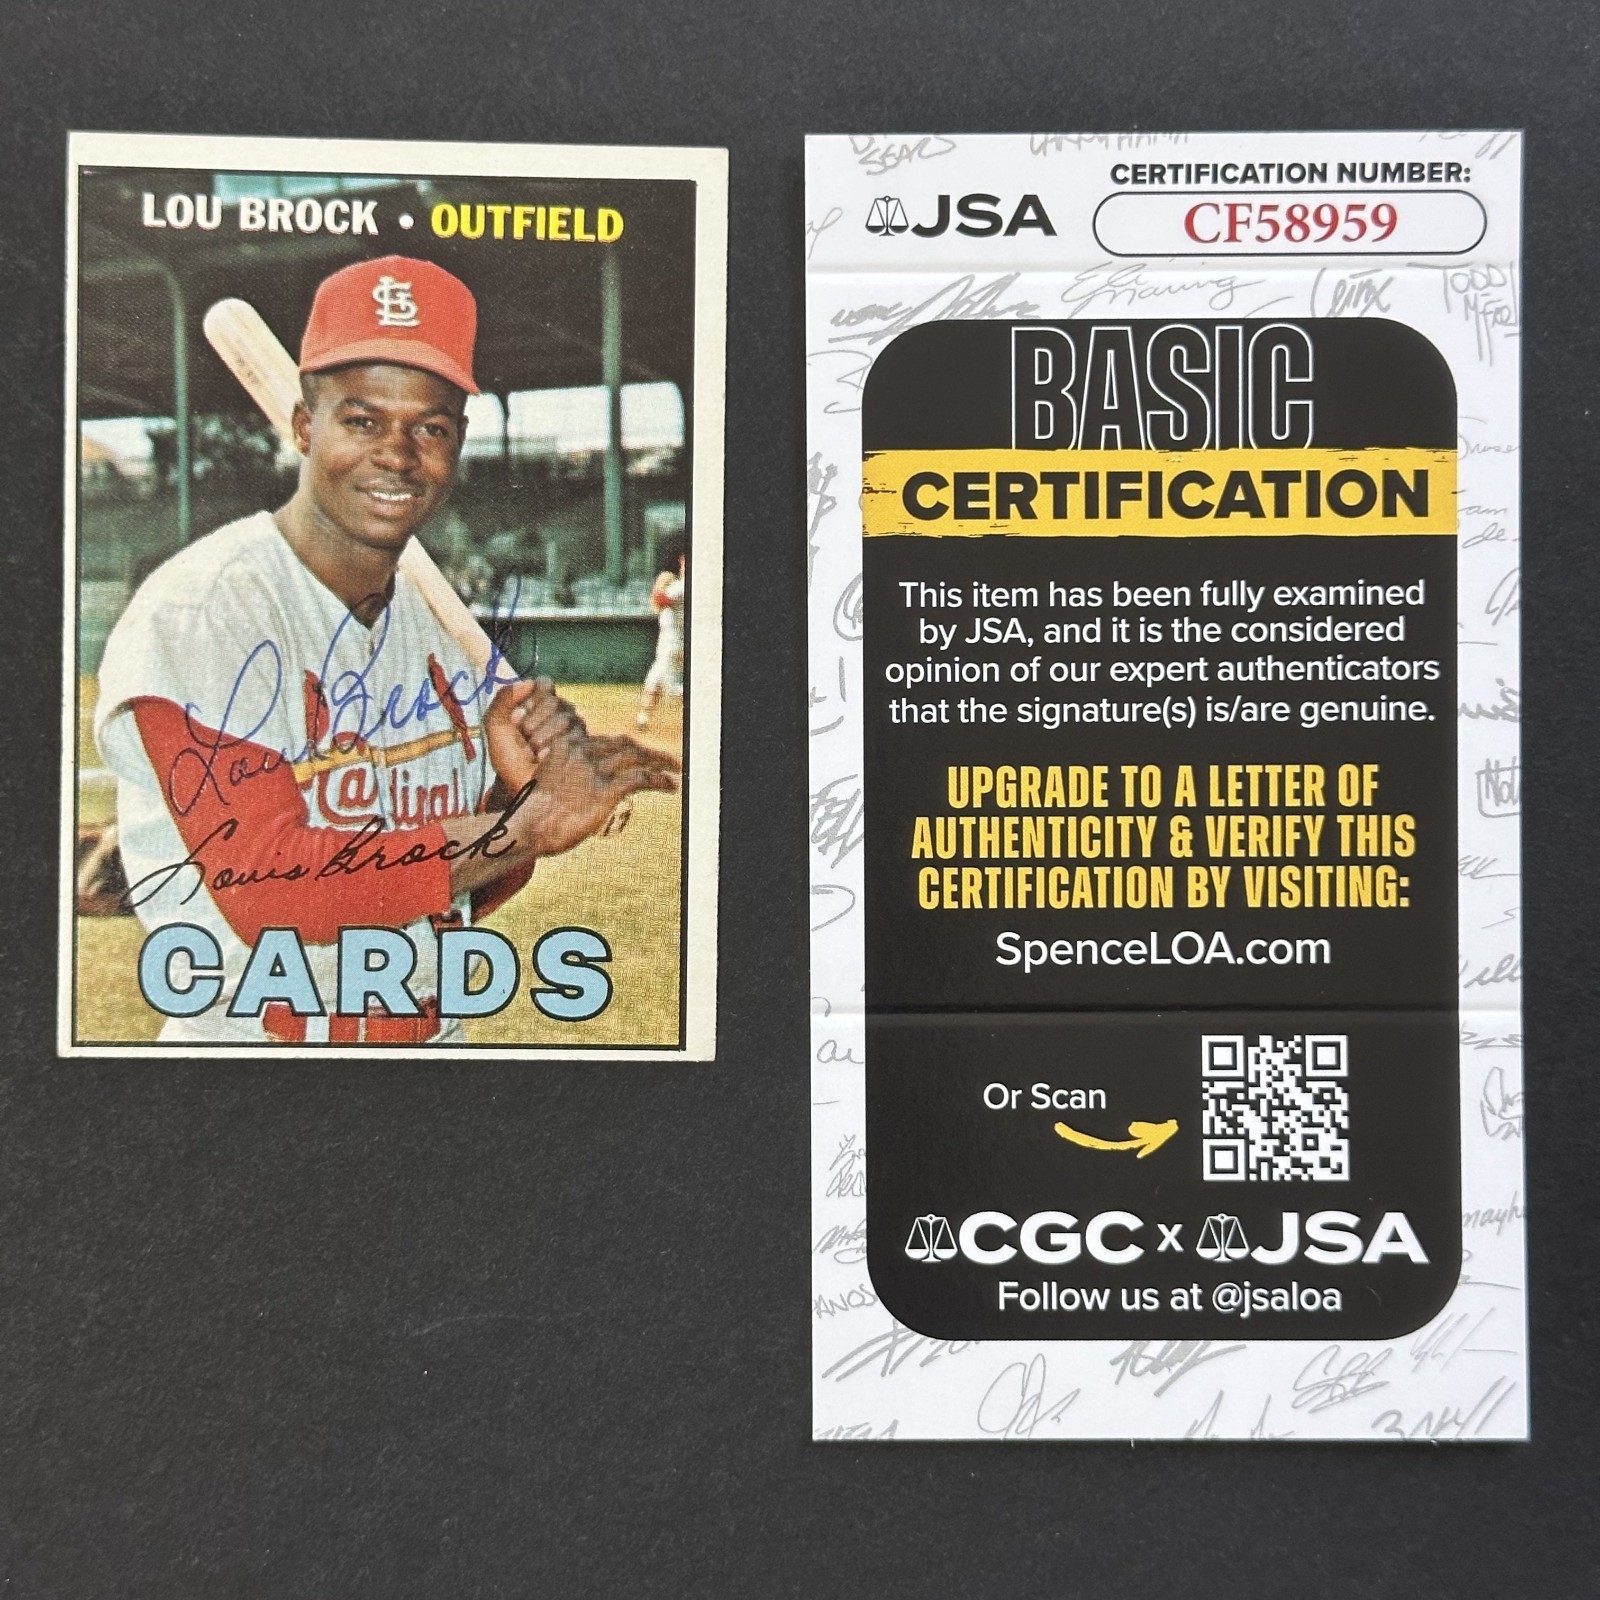 LOU BROCK • OUTFIELD
Cardinals
Lou Brock
Louis Brock
CARDS
JSA
CERTIFICATION NUMBER:
CF58959
BASIC
CERTIFICATION
This item has been fully examined
by JSA, and it is the considered
opinion of our expert authenticators
that the signature(s) is/are genuine.
UPGRADE TO A LETTER OF
AUTHENTICITY & VERIFY THIS
CERTIFICATION BY VISITING:
SpenceLOA.com
Or Scan
CGC x JSA
Follow us at @jsaloa